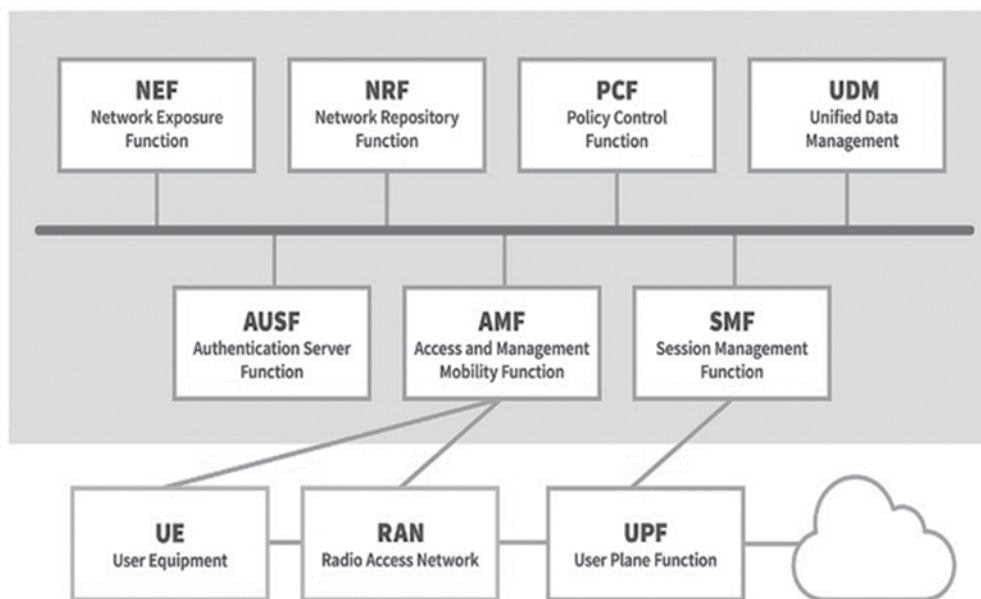 NEF
Network Exposure
Function
NRF
Network Repository
Function
PCF
Policy Control
Function
UDM
Unified Data
Management
AUSF
Authentication Server
Function
AMF
Access and Management
Mobility Function
SMF
Session Management
Function
UE
User Equipment
RAN
Radio Access Network
UPF
User Plane Function